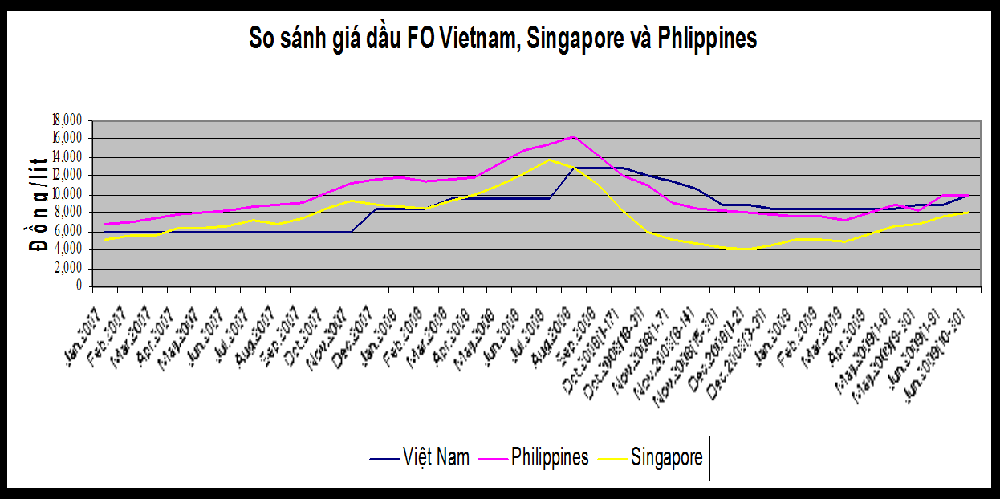 So sánh giá dầu FO Vietnam, Singapore và Phlippines
Đồng/lít
18,000
16,000
14,000
12,000
10,000
8,000
6,000
4,000
2,000
0
Jan.2007
Feb.2007
Mar.2007
Apr.2007
May.2007
Jun.2007
Jul.2007
Aug.2007
Sep.2007
Oct.2007
Nov.2007
Dec.2007
Jan.2008
Feb.2008
Mar.2008
Apr.2008
May.2008
Jun.2008
Jul.2008
Aug.2008
Sep.2008
Jan.2009
Feb.2009
Mar.2009
Apr.2009
Việt Nam
Philippines
Singapore